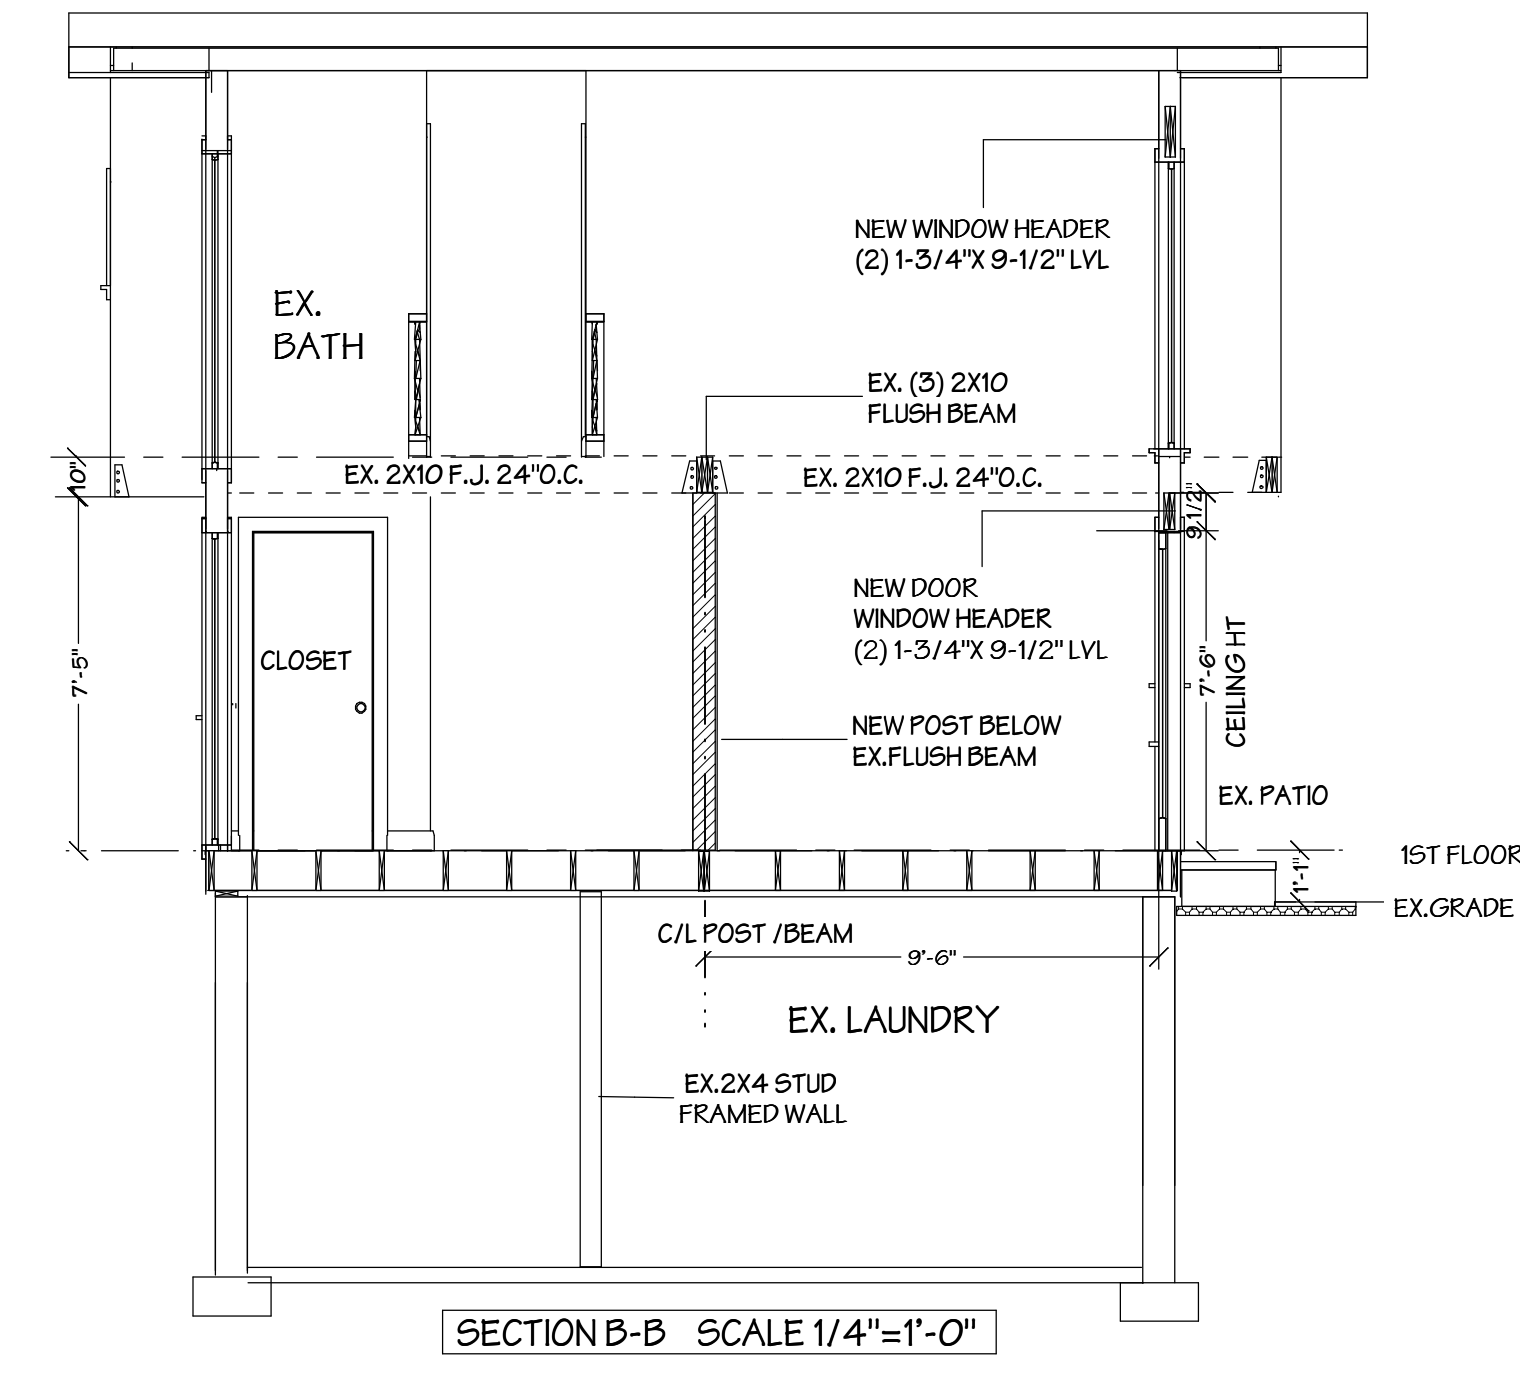 NEW WINDOW HEADER
(2) 1-3/4"X 9-1/2" LVL
EX.
BATH
EX. (3) 2X10
FLUSH BEAM
10"
EX. 2X10 F.J. 24"O.C.
EX. 2X10 F.J. 24"O.C.
9 1/2"
NEW DOOR
WINDOW HEADER
(2) 1-3/4"X 9-1/2" LVL
CLOSET
7'-5"
7'-6"
CEILING HT
NEW POST BELOW
EX.FLUSH BEAM
EX. PATIO
1ST FLOOR
1'-1"
EX.GRADE
C/L POST /BEAM
9'-6"
EX. LAUNDRY
EX.2X4 STUD
FRAMED WALL
SECTION B-B SCALE 1/4"=1'-0"